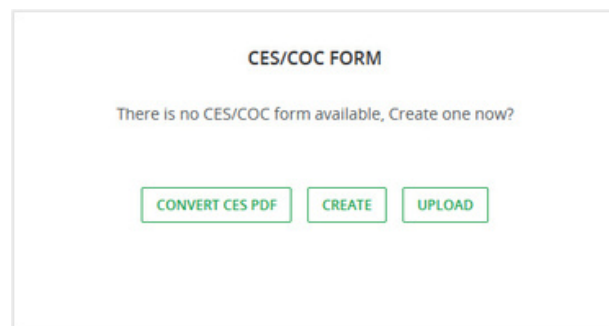 CES/COC FORM
There is no CES/COC form available, Create one now?
CONVERT CES PDF CREATE UPLOAD